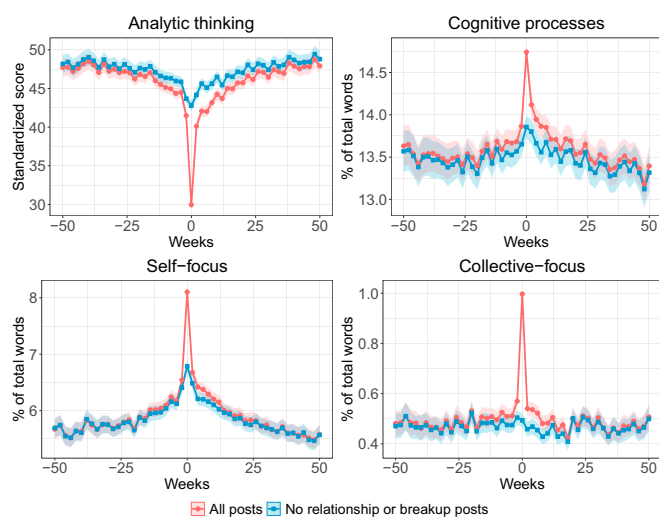 Analytic thinking
Cognitive processes
Standardized score
50
45
40
35
30
−50
−25
0
25
50
Weeks
% of total words
14.5
14.0
13.5
13.0
−50
−25
0
25
50
Weeks
Self−focus
Collective−focus
% of total words
8
7
6
−50
−25
0
25
50
Weeks
% of total words
1.0
0.8
0.6
0.4
−50
−25
0
25
50
Weeks
All posts
No relationship or breakup posts